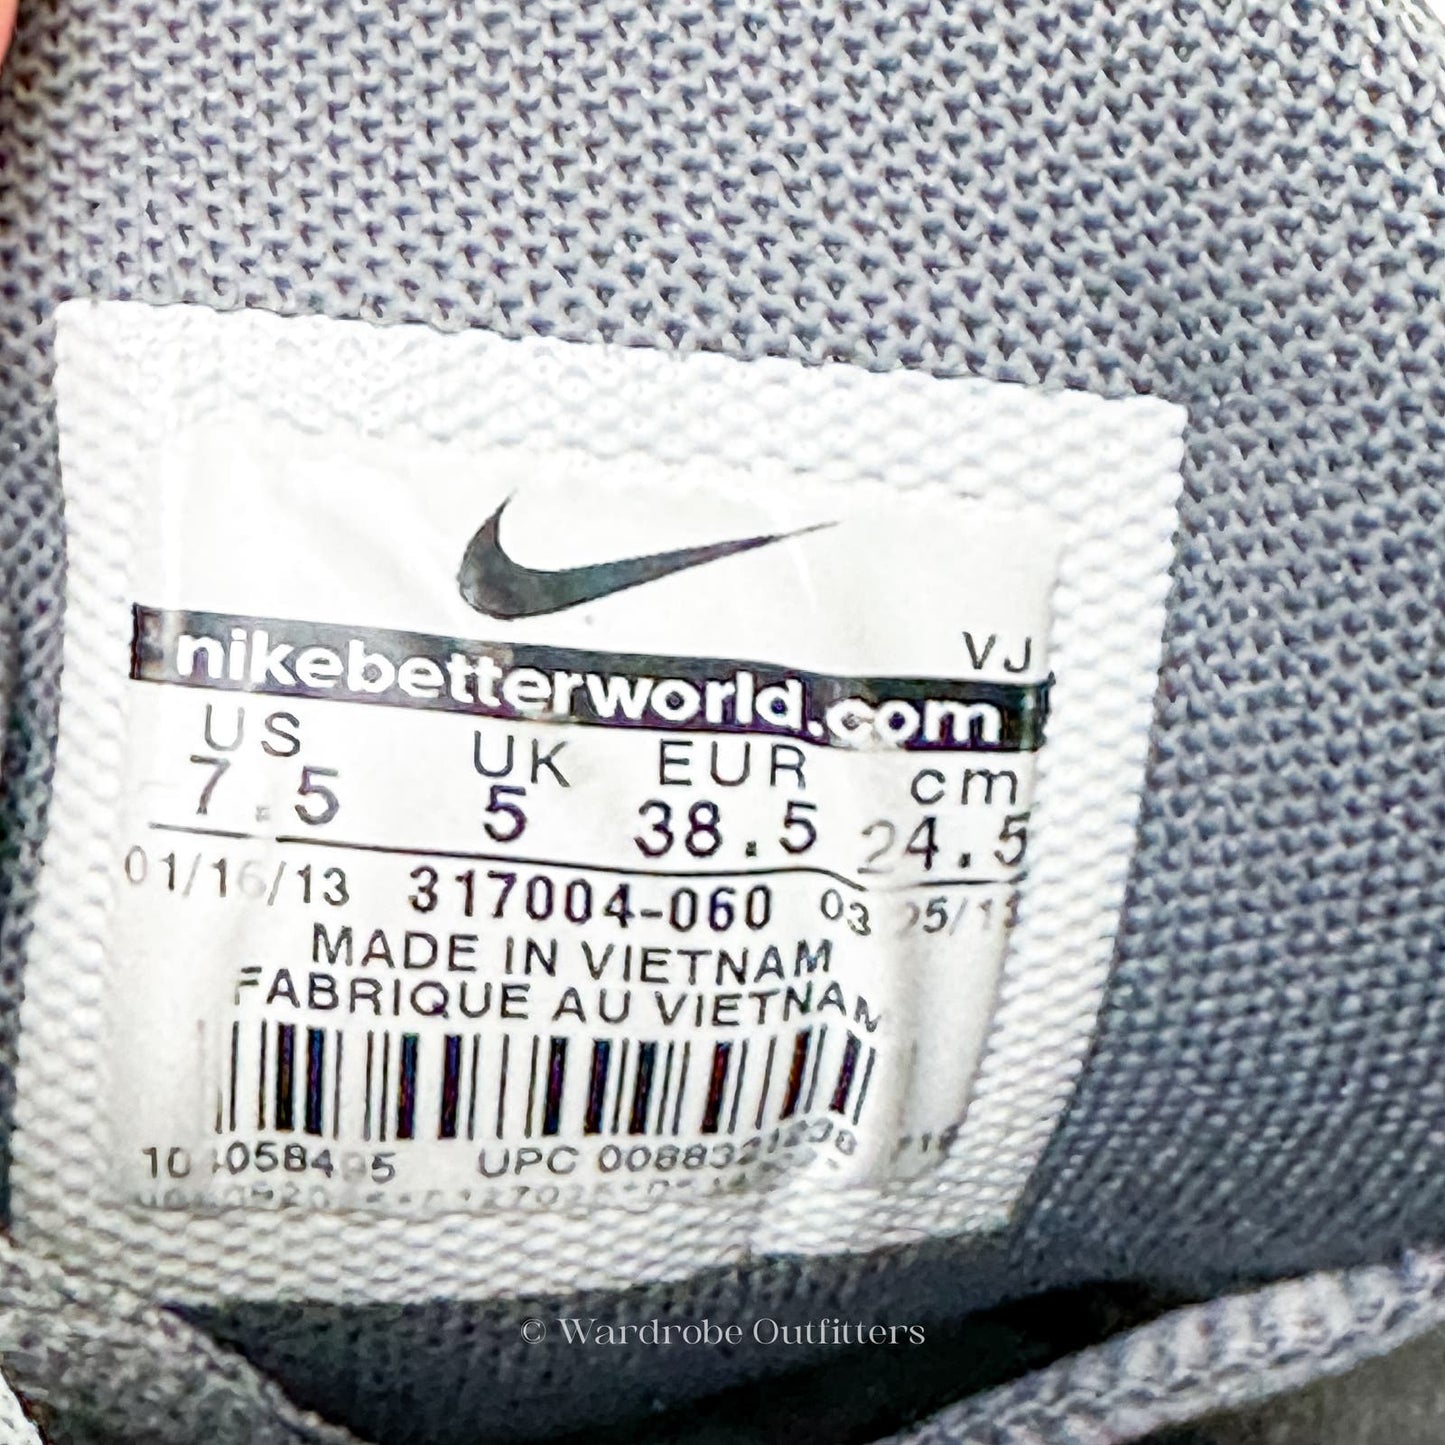 VJ
nikebetterworld.com
US UK EUR cm
7.5 5 38.5 24.5
01/16/13 317004-060
MADE IN VIETNAM
FABRIQUE AU VIETNAM
UPC
© Wardrobe Outfitters